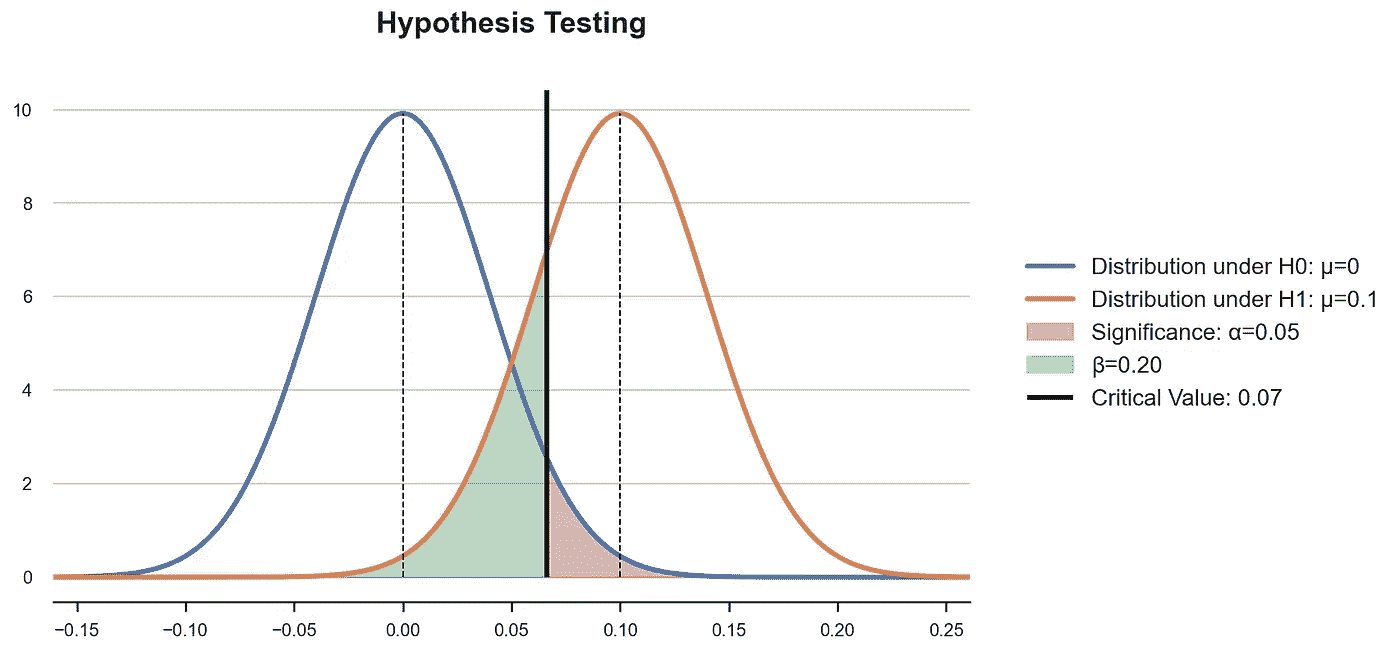 Hypothesis Testing
10
8
6
4
2
0
−0.15 −0.10 −0.05 0.00 0.05 0.10 0.15 0.20 0.25
Distribution under H0: μ=0
Distribution under H1: μ=0.1
Significance: α=0.05
β=0.20
Critical Value: 0.07